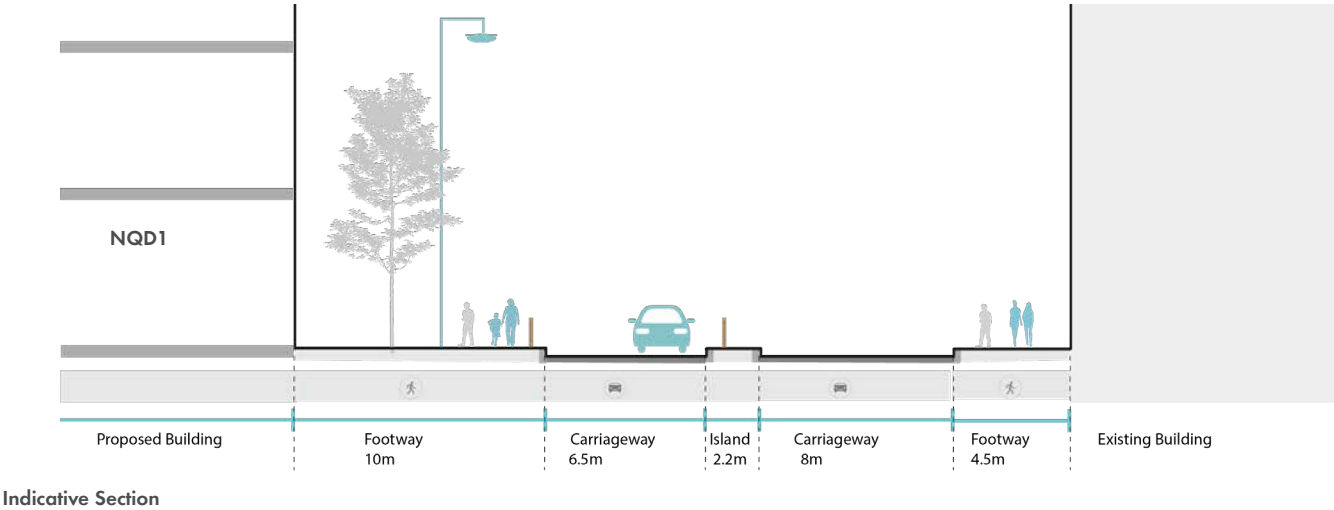 NQD1
Proposed Building
Footway
10m
Carriageway
6.5m
Island
2.2m
Carriageway
8m
Footway
4.5m
Existing Building
Indicative Section